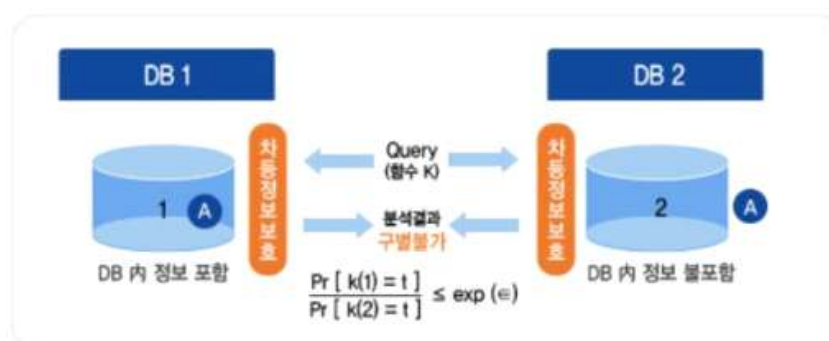 DB 1
DB 2
차등정보보호
Query
(함수 K)
차등정보보호
1
A
2
A
분석결과
구별불가
DB 內 정보 포함
DB 內 정보 불포함
Pr [ k(1) = t ]
Pr [ k(2) = t ]
≤ exp (∈)